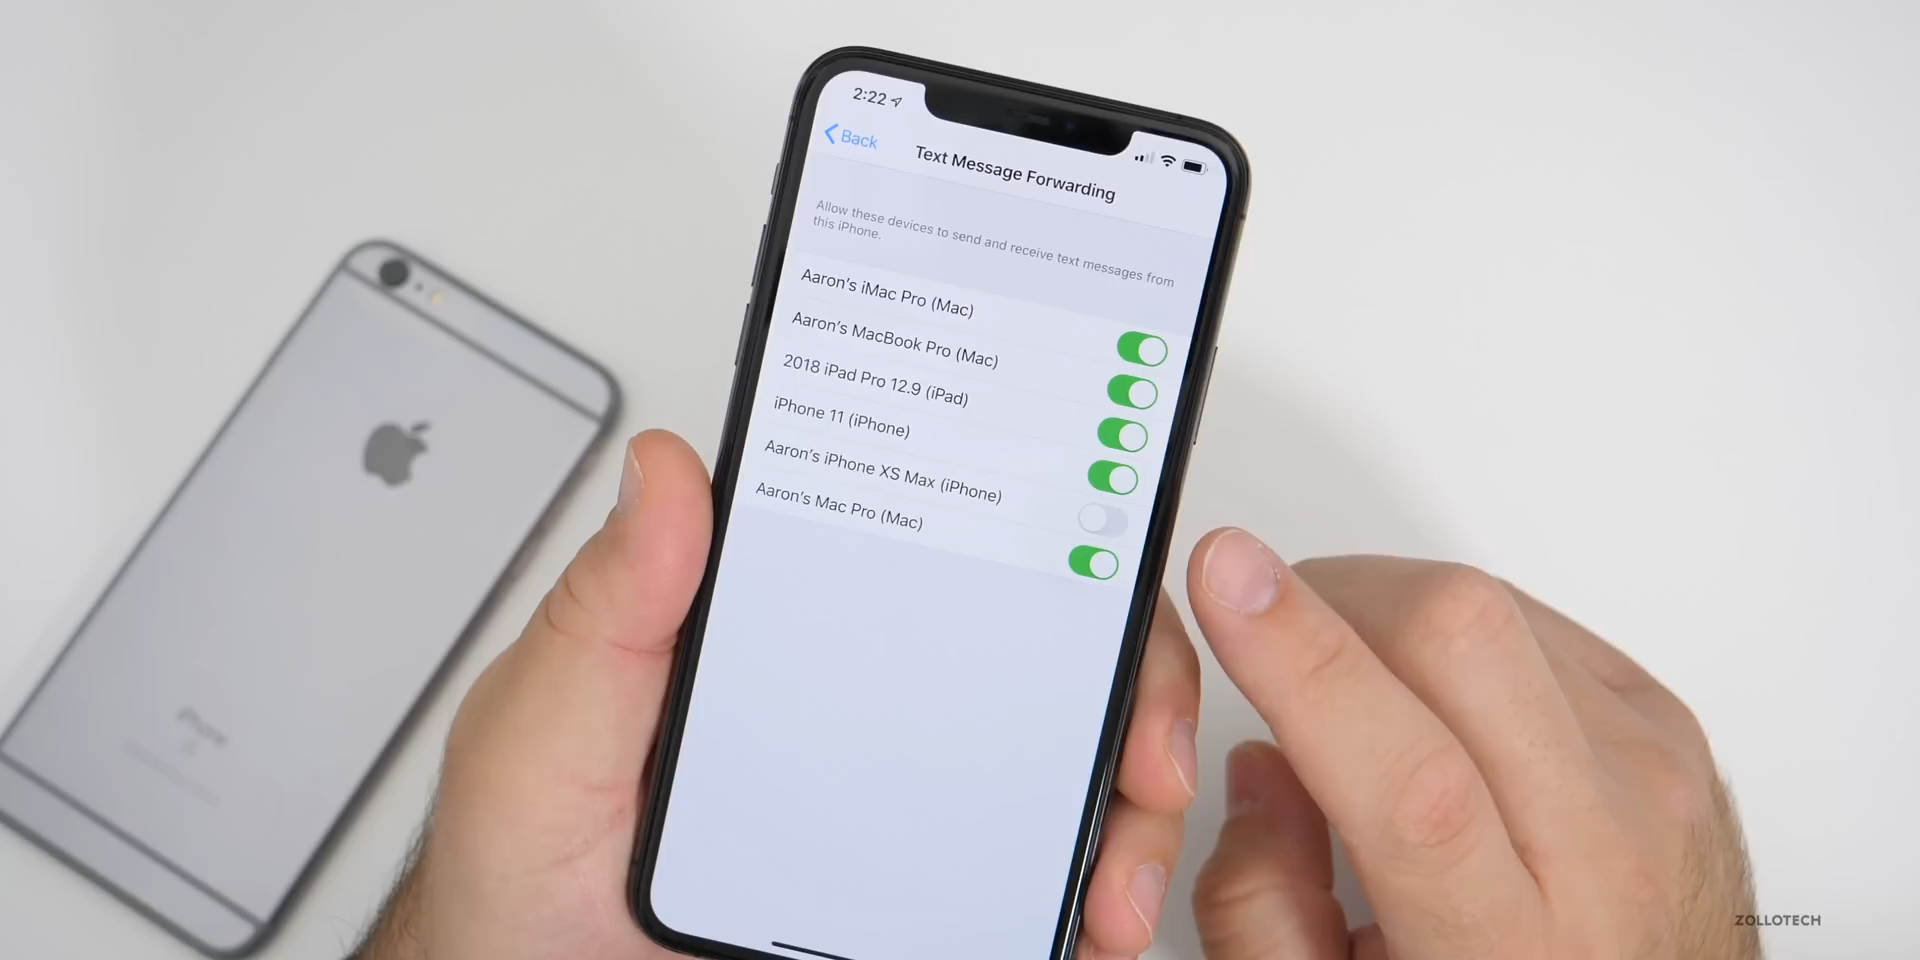 2:22
Back
Text Message Forwarding
Allow these devices to send and receive text messages from
this iPhone.
Aaron’s iMac Pro (Mac)
Aaron’s MacBook Pro (Mac)
2018 iPad Pro 12.9 (iPad)
iPhone 11 (iPhone)
Aaron’s iPhone XS Max (iPhone)
Aaron’s Mac Pro (Mac)
iPhone
ZOLLOTECH